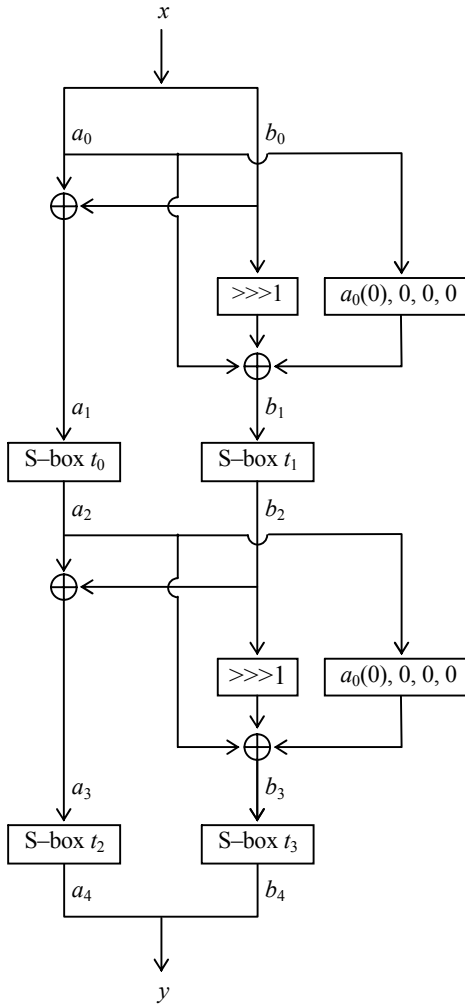 x
a₀ b₀
>>>1 a₀(0), 0, 0, 0
a₁ b₁
S–box t₀ S–box t₁
a₂ b₂
>>>1 a₀(0), 0, 0, 0
a₃ b₃
S–box t₂ S–box t₃
a₄ b₄
y